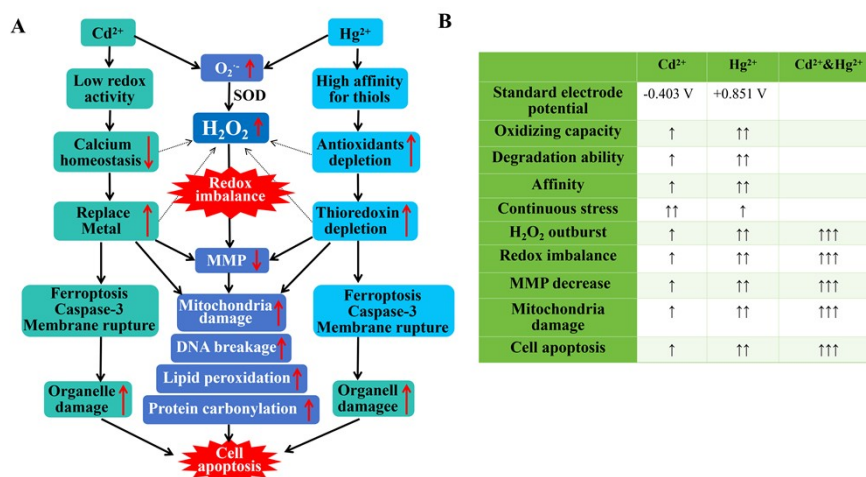 A
Cd²⁺
Hg²⁺
O₂·⁻
Low redox
activity
SOD
High affinity
for thiols
H₂O₂
Calcium
homeostasis
Antioxidants
depletion
Redox
imbalance
Replace
Metal
Thioredoxin
depletion
MMP
Ferroptosis
Caspase-3
Membrane rupture
Mitochondria
damage
Ferroptosis
Caspase-3
Membrane rupture
DNA breakage
Lipid peroxidation
Organelle
damage
Protein carbonylation
Organell
damagee
Cell
apoptosis
B
Cd²⁺ Hg²⁺ Cd²⁺&Hg²⁺
Standard electrode
potential -0.403 V +0.851 V
Oxidizing capacity ↑ ↑↑
Degradation ability ↑ ↑↑
Affinity ↑ ↑↑
Continuous stress ↑↑ ↑
H₂O₂ outburst ↑ ↑↑ ↑↑↑
Redox imbalance ↑ ↑↑ ↑↑↑
MMP decrease ↑ ↑↑ ↑↑↑
Mitochondria
damage ↑ ↑↑ ↑↑↑
Cell apoptosis ↑ ↑↑ ↑↑↑